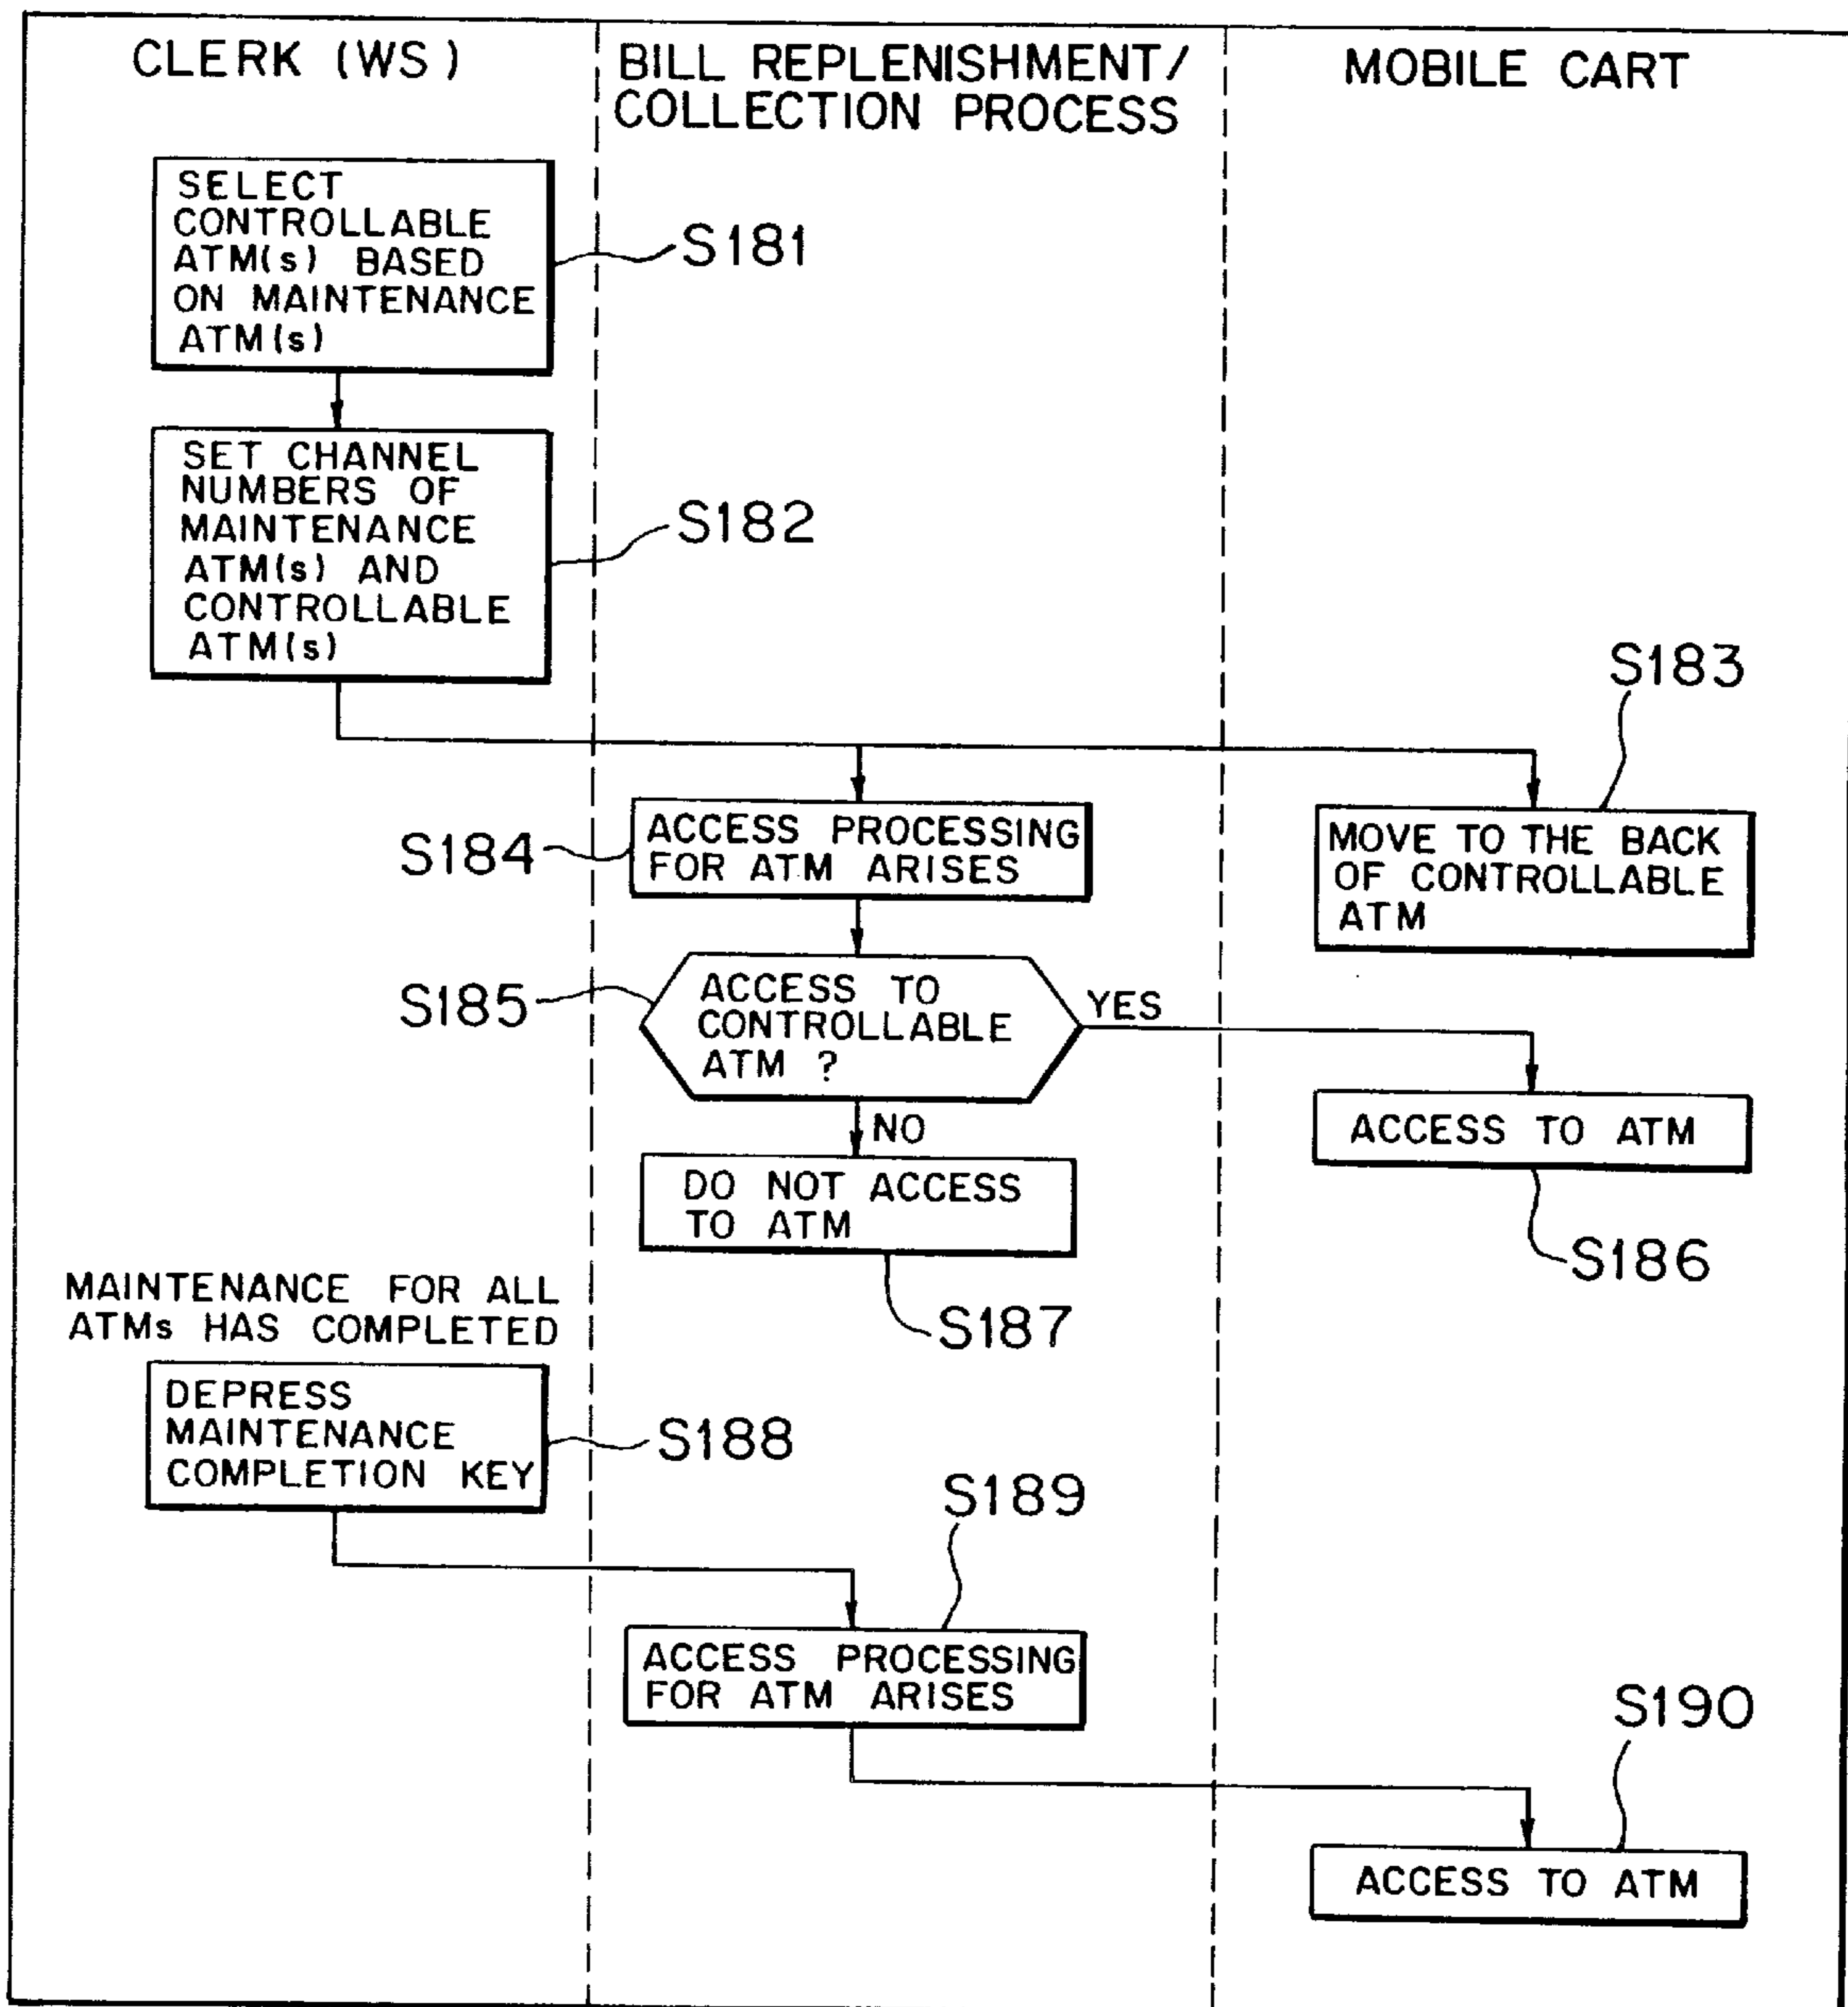 CLERK (WS)
BILL REPLENISHMENT/
COLLECTION PROCESS
MOBILE CART
SELECT
CONTROLLABLE
ATM(s) BASED
ON MAINTENANCE
ATM(s)
S181
SET CHANNEL
NUMBERS OF
MAINTENANCE
ATM(s) AND
CONTROLLABLE
ATM(s)
S182
S183
S184
ACCESS PROCESSING
FOR ATM ARISES
MOVE TO THE BACK
OF CONTROLLABLE
ATM
S185
ACCESS TO
CONTROLLABLE
ATM ?
YES
NO
ACCESS TO ATM
S186
DO NOT ACCESS
TO ATM
S187
MAINTENANCE FOR ALL
ATMs HAS COMPLETED
DEPRESS
MAINTENANCE
COMPLETION KEY
S188
S189
ACCESS PROCESSING
FOR ATM ARISES
S190
ACCESS TO ATM